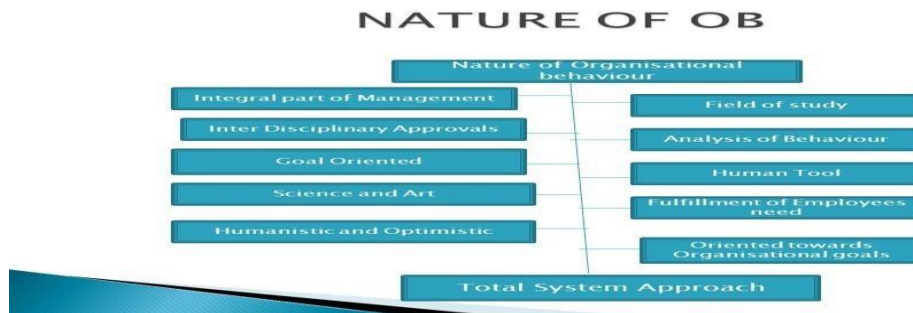 NATURE OF OB
Nature of Organisational
behaviour
Integral part of Management
Field of study
Inter Disciplinary Approvals
Analysis of Behaviour
Goal Oriented
Human Tool
Science and Art
Fulfillment of Employees
need
Humanistic and Optimistic
Oriented towards
Organisational goals
Total System Approach